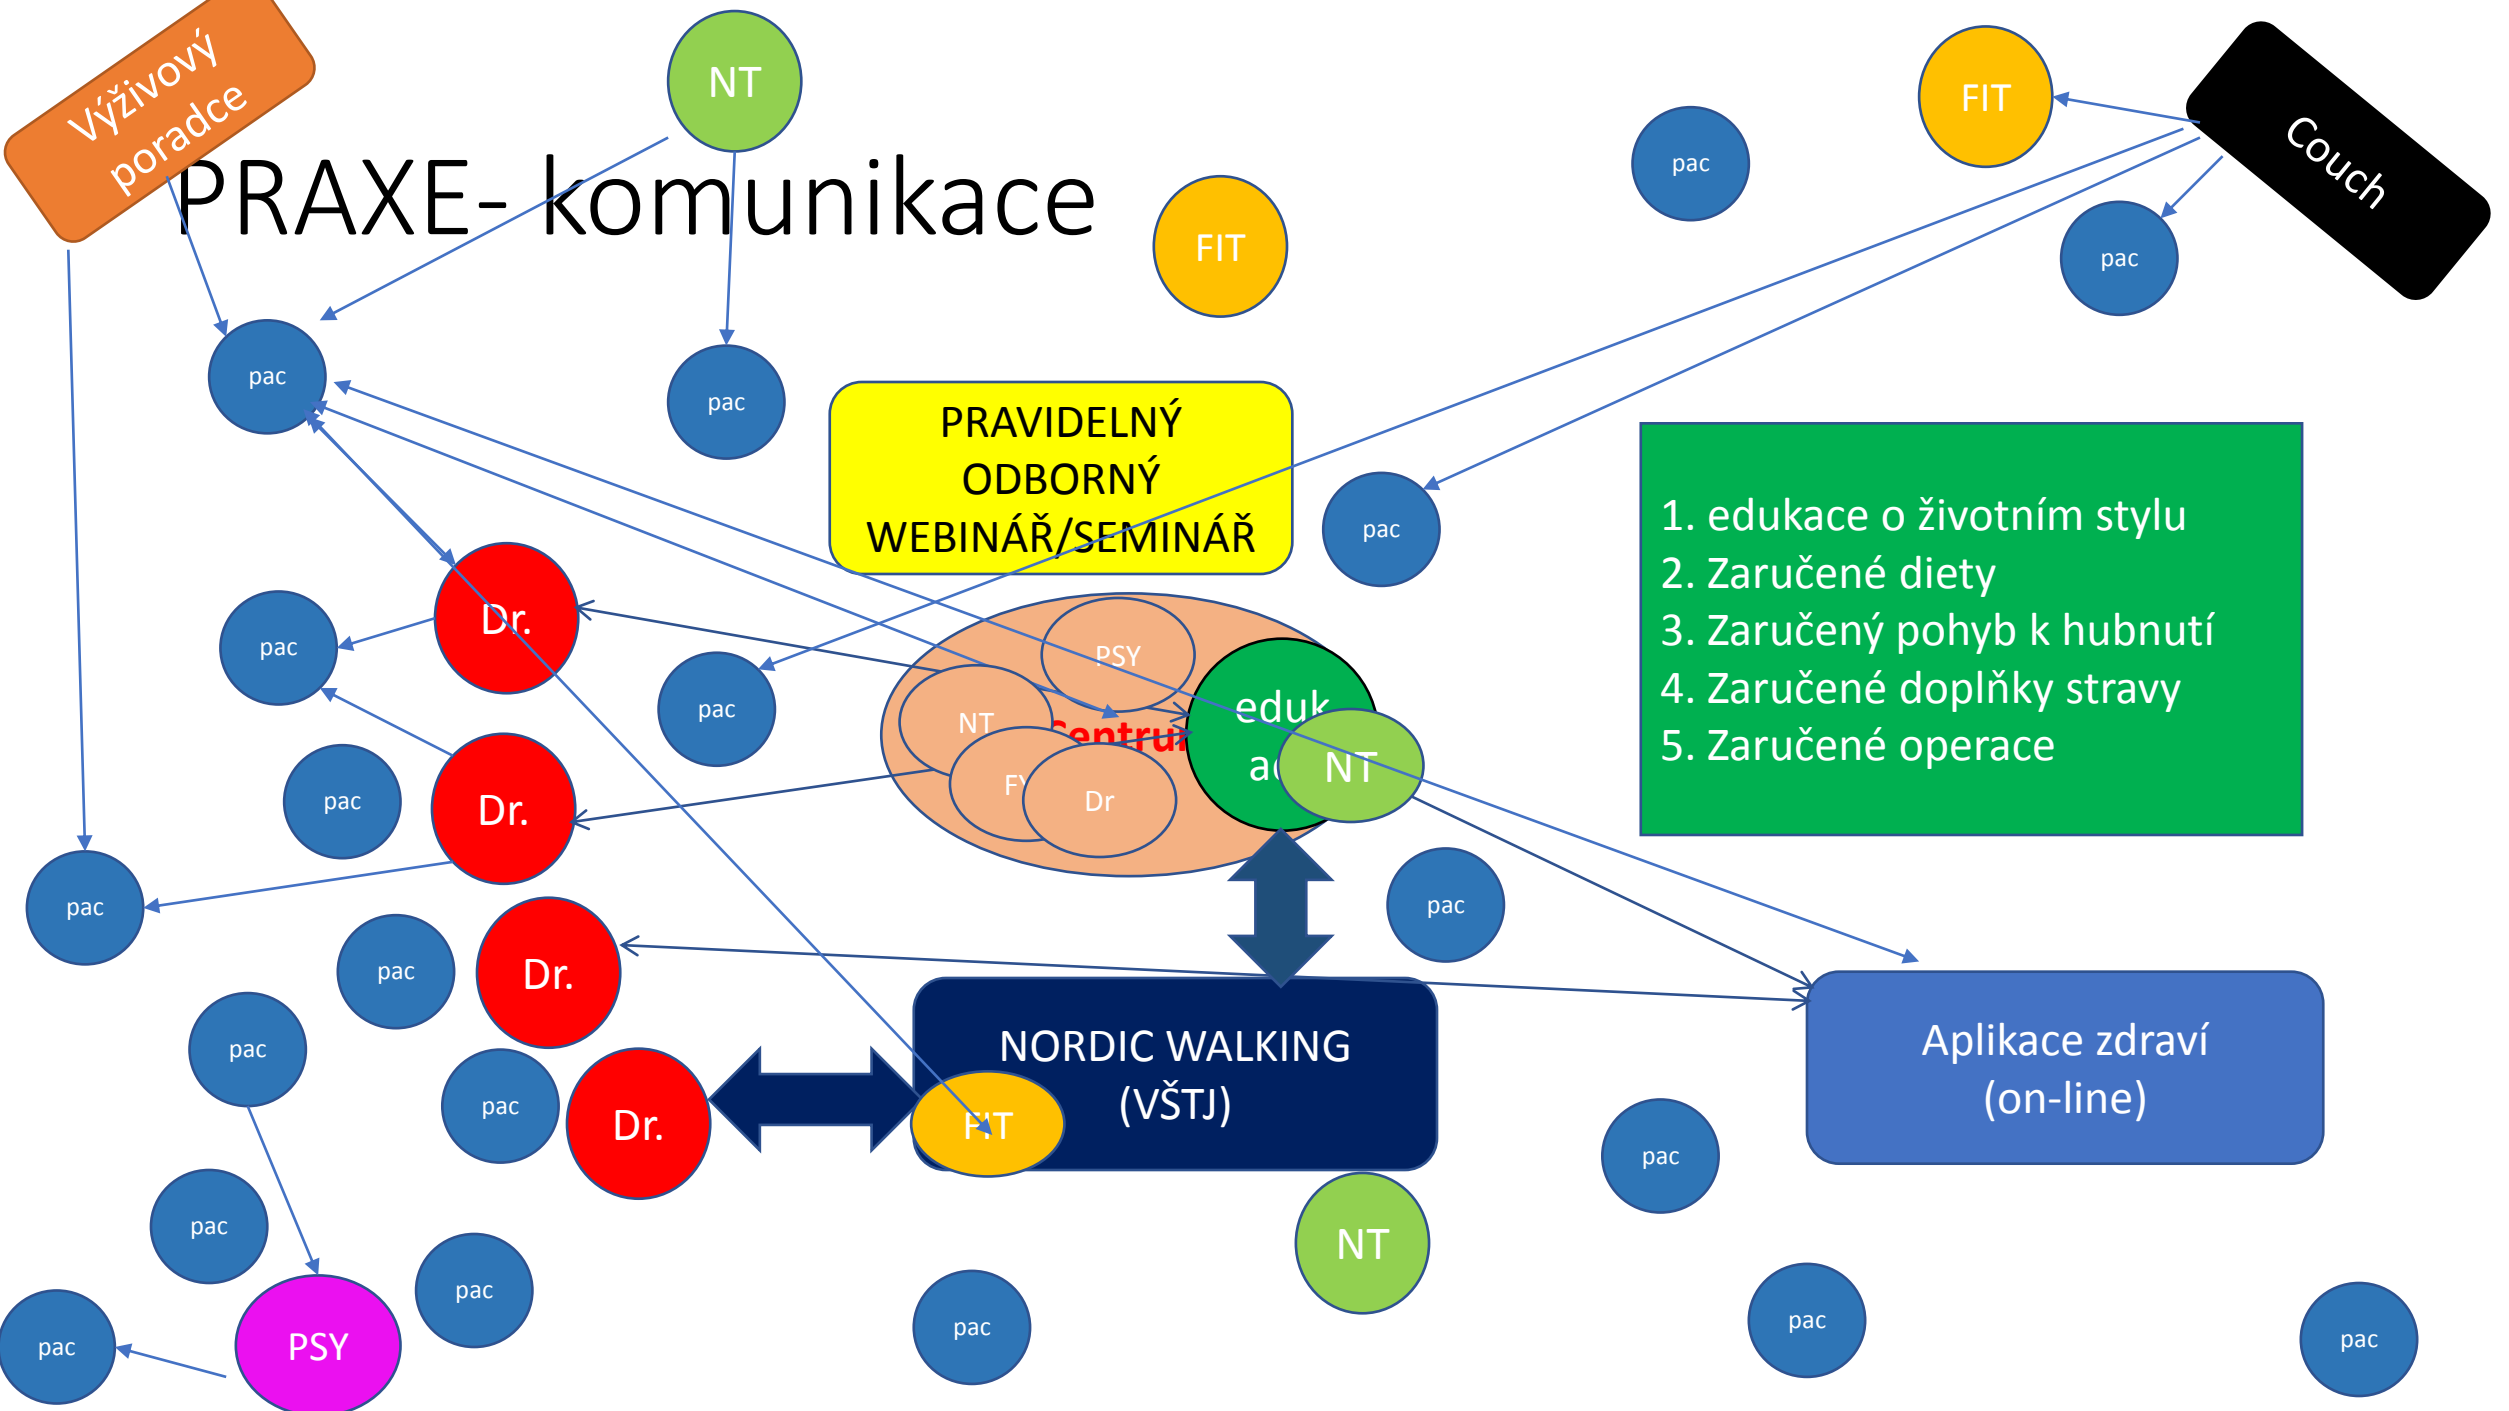 Výživový
poradce
NT
FIT
Couch
pac
PRAXE- komunikace
FIT
pac
pac
pac
PRAVIDELNÝ
ODBORNÝ
WEBINÁŘ/SEMINÁŘ
pac
1. edukace o životním stylu
2. Zaručené diety
3. Zaručený pohyb k hubnutí
4. Zaručené doplňky stravy
5. Zaručené operace
Dr.
pac
PSY
pac
NT
eduk
NT
Dr
Dr.
pac
pac
pac
Dr.
pac
pac
NORDIC WALKING
(VŠTJ)
Aplikace zdraví
(on-line)
pac
Dr.
FIT
pac
pac
NT
pac
pac
pac
pac
pac
PSY
pac